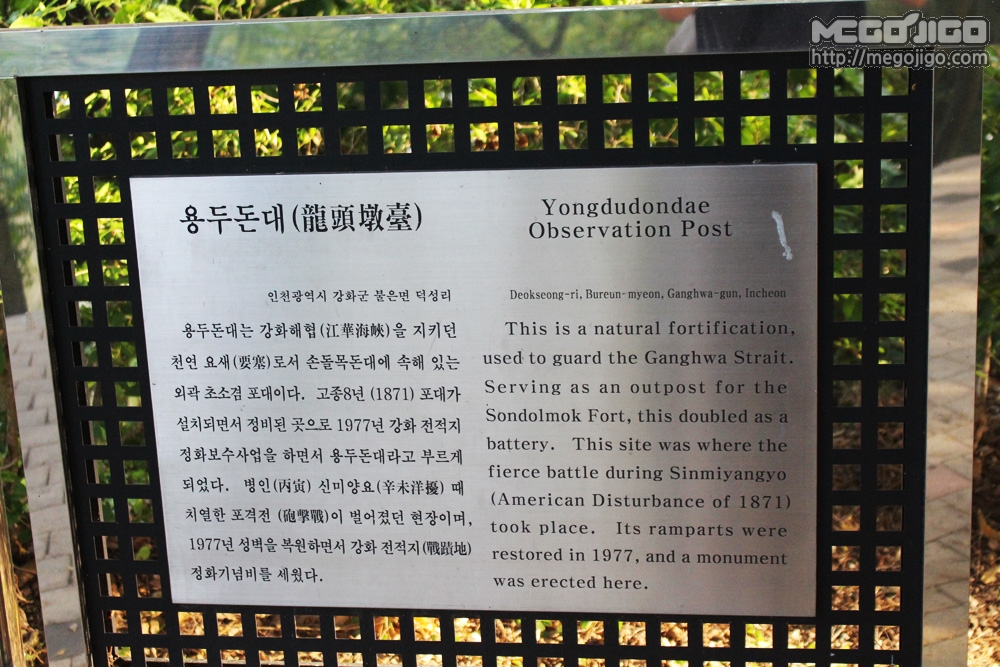 MEGOJIGO
http://megojigo.com
용두돈대(龍頭墩臺)
인천광역시 강화군 불은면 덕성리
용두돈대는 강화해협(江華海峽)을 지키던
천연 요새(要塞)로서 손돌목돈대에 속해 있는
외곽 초소겸 포대이다. 고종8년 (1871) 포대가
설치되면서 정비된 곳으로 1977년 강화 전적지
정화보수사업을 하면서 용두돈대라고 부르게
되었다. 병인(丙寅) 신미양요(辛未洋擾) 때
치열한 포격전 (砲擊戰)이 벌어졌던 현장이며,
1977년 성벽을 복원하면서 강화 전적지(戰蹟地)
정화기념비를 세웠다.
Yongdudondae
Observation Post
Deokseong-ri, Bureun-myeon, Ganghwa-gun, Incheon
This is a natural fortification,
used to guard the Ganghwa Strait.
Serving as an outpost for the
Sondolmok Fort, this doubled as a
battery. This site was where the
fierce battle during Sinmiyangyo
(American Disturbance of 1871)
took place. Its ramparts were
restored in 1977, and a monument
was erected here.